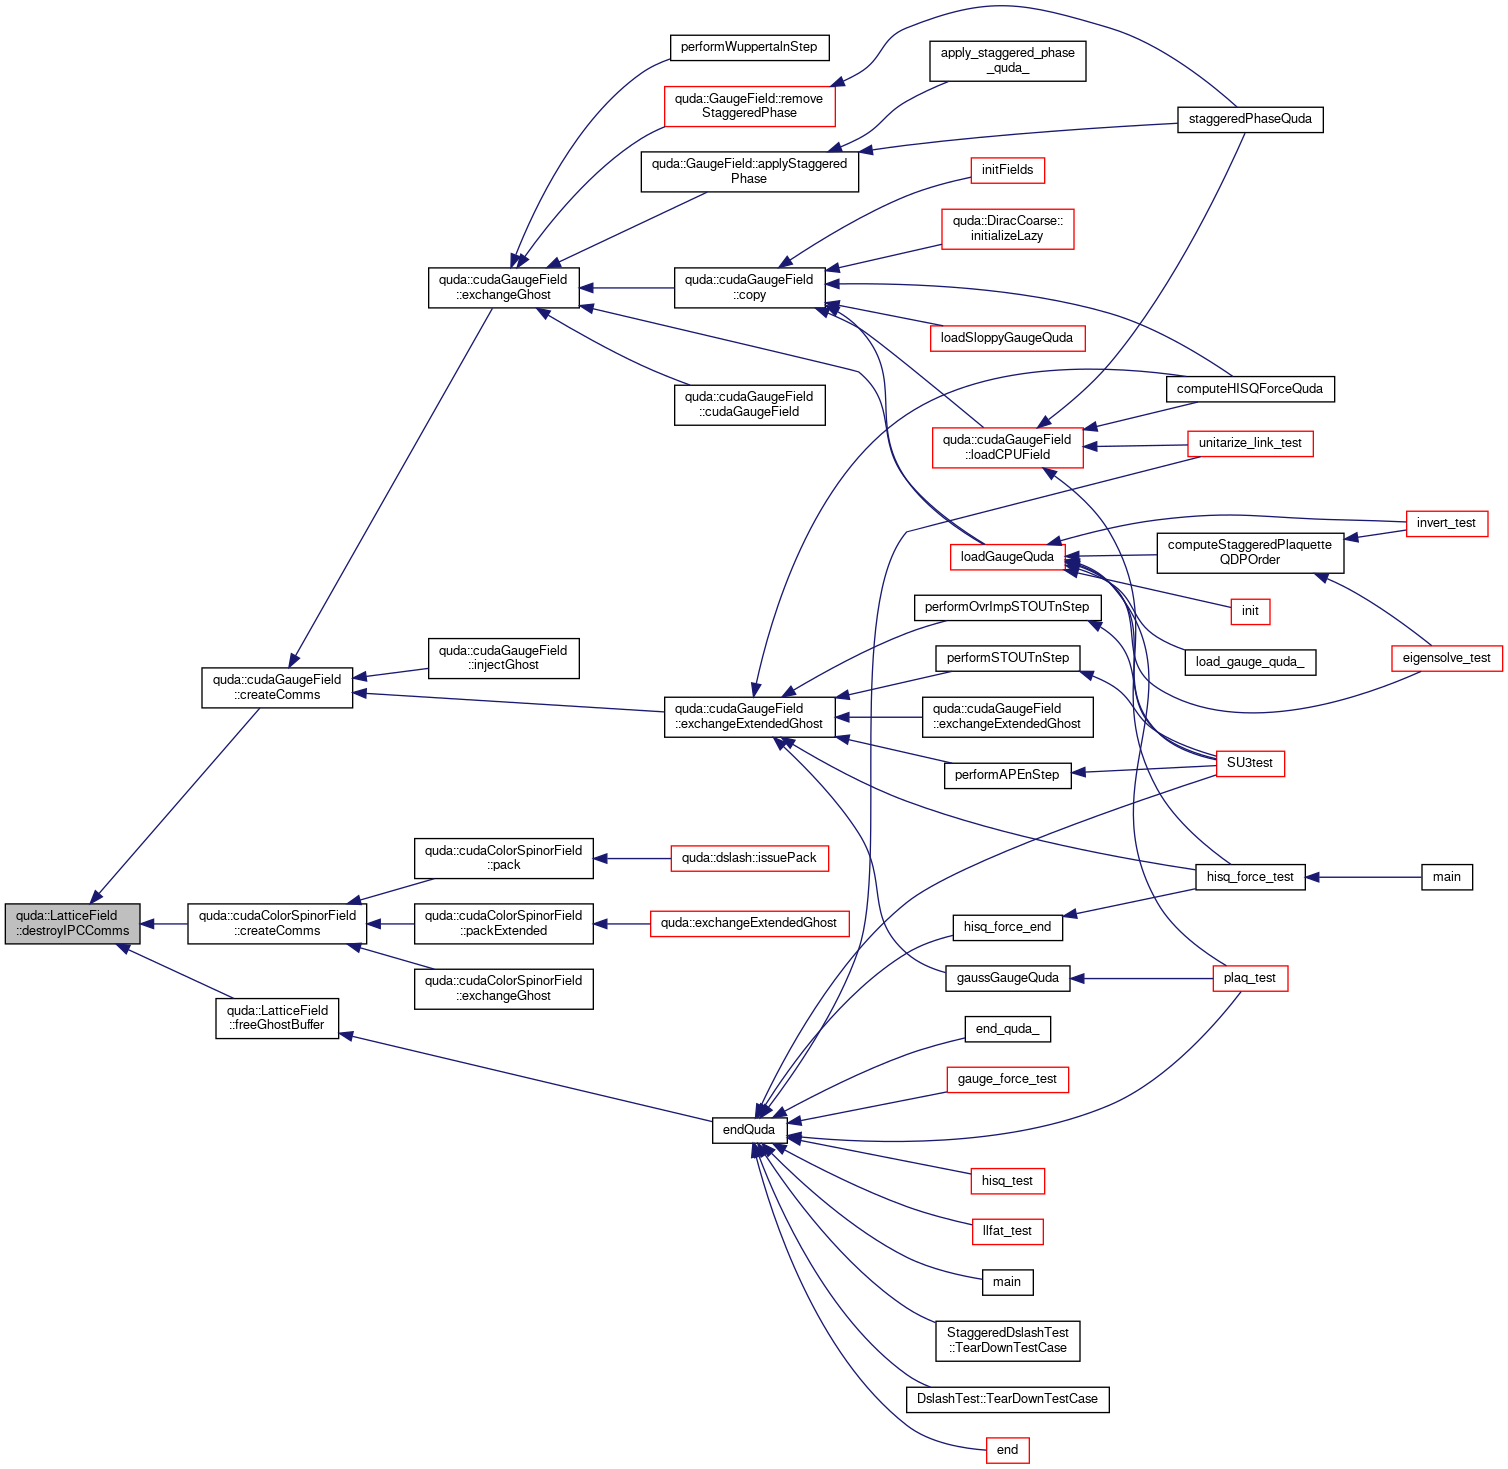 performWuppertalnStep
quda::GaugeField::remove
StaggeredPhase
apply_staggered_phase
_quda_
staggeredPhaseQuda
quda::GaugeField::applyStaggered
Phase
initFields
quda::DiracCoarse::
initializeLazy
quda::cudaGaugeField
::exchangeGhost
quda::cudaGaugeField
::copy
loadSloppyGaugeQuda
quda::cudaGaugeField
::cudaGaugeField
computeHISQForceQuda
quda::cudaGaugeField
::loadCPUField
unitarize_link_test
loadGaugeQuda
computeStaggeredPlaquette
QDPOrder
invert_test
performOvrImpSTOUTnStep
init
quda::cudaGaugeField
::injectGhost
performSTOUTnStep
load_gauge_quda_
eigensolve_test
quda::cudaGaugeField
::createComms
quda::cudaGaugeField
::exchangeExtendedGhost
quda::cudaGaugeField
::exchangeExtendedGhost
performAPEnStep
SU3test
quda::cudaColorSpinorField
::pack
quda::dslash::issuePack
hisq_force_test
main
quda::LatticeField
::destroyIPCComms
quda::cudaColorSpinorField
::createComms
quda::cudaColorSpinorField
::packExtended
quda::exchangeExtendedGhost
hisq_force_end
quda::cudaColorSpinorField
::exchangeGhost
gaussGaugeQuda
plaq_test
quda::LatticeField
::freeGhostBuffer
end_quda_
gauge_force_test
endQuda
hisq_test
llfat_test
main
StaggeredDslashTest
::TearDownTestCase
DslashTest::TearDownTestCase
end